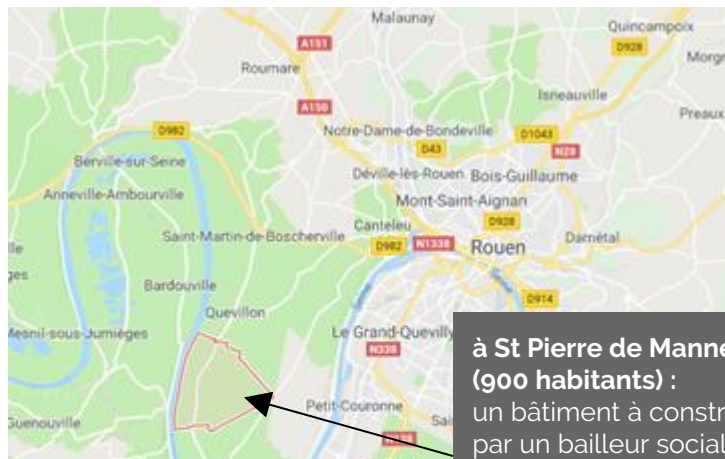 Malaunay
Quincampoix
A151
D928
Roumare
Isneauville
A150
Preaux
D982
Notre-Dame-de-Bondeville
D1043
D43
N28
Berville-sur-Seine
Déville-lès-Rouen
Bois-Guillaume
Anneville-Ambourville
Mont-Saint-Aignan
D928
Canteleu
Saint-Martin-de-Boscherville
D982
N1338
Rouen
Darnétal
Bardouville
D914
Quevillon
Mesnil-sous-Jumièges
Le Grand-Quevilly
N338
Petit-Couronne
à St Pierre de Manne
(900 habitants) :
un bâtiment à constr
par un bailleur social